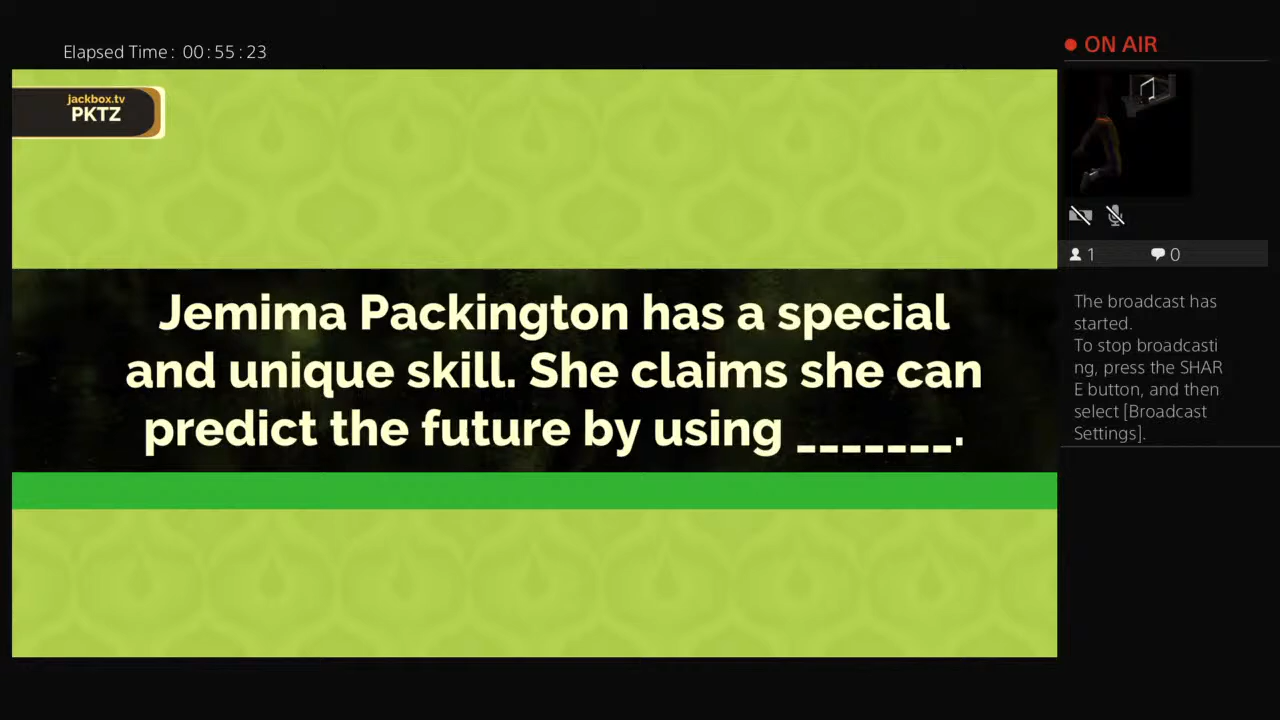 Elapsed Time: 00:55:23
ON AIR
jackbox.tv
PKTZ
1
0
Jemima Packington has a special
and unique skill. She claims she can
predict the future by using _______.
The broadcast has
started.
To stop broadcasti
ng, press the SHAR
E button, and then
select [Broadcast
Settings].